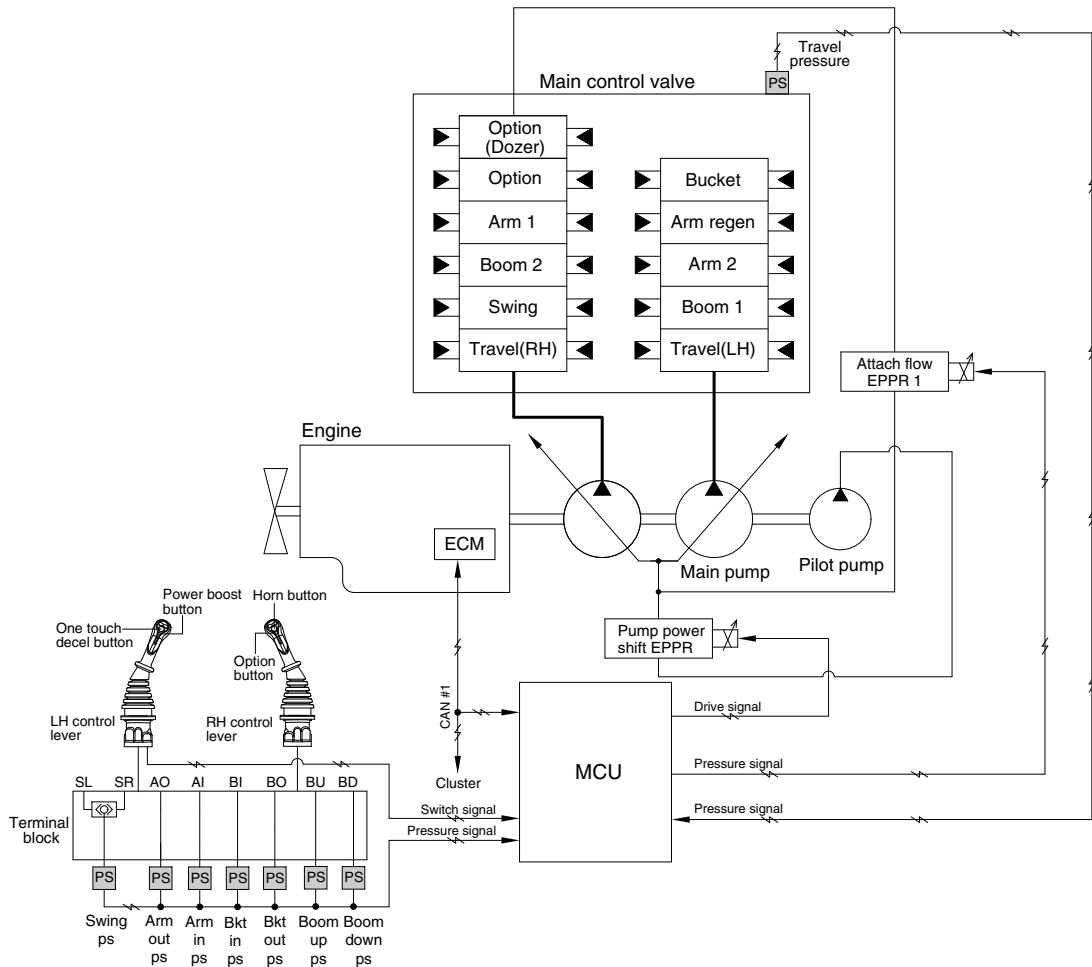 Travel
pressure
PS
Main control valve
Option
(Dozer)
Option
Bucket
Arm 1
Arm regen
Boom 2
Arm 2
Swing
Boom 1
Travel(RH)
Travel(LH)
Attach flow
EPPR 1
Engine
ECM
Main pump
Pilot pump
Power boost
button
Horn button
One touch
decel button
Option
button
Pump power
shift EPPR
LH control
lever
RH control
lever
CAN #1
Drive signal
MCU
Pressure signal
Cluster
SL
SR
AO
AI
BI
BO
BU
BD
Switch signal
Pressure signal
Pressure signal
Terminal
block
PS
PS
PS
PS
PS
PS
PS
Swing
ps
Arm
out
ps
Arm
in
ps
Bkt
in
ps
Bkt
out
ps
Boom
up
ps
Boom
down
ps